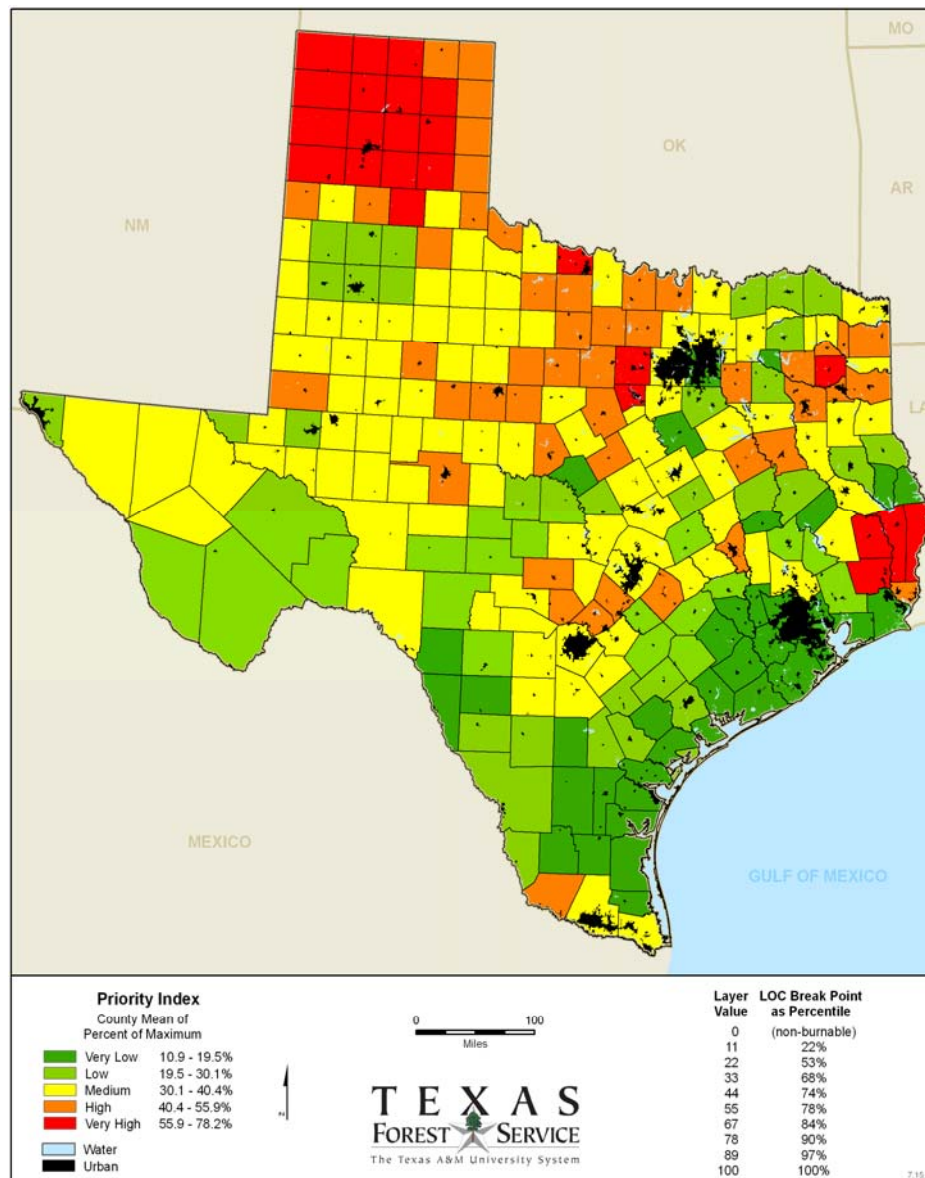 MO
OK
AR
NM
LA
MEXICO
GULF OF MEXICO
Priority Index
County Mean of
Percent of Maximum
Very Low 10.9 - 19.5%
Low 19.5 - 30.1%
Medium 30.1 - 40.4%
High 40.4 - 55.9%
Very High 55.9 - 78.2%
Water
Urban
0 100
Miles
TEXAS
FOREST SERVICE
The Texas A&M University System
Layer LOC Break Point
Value as Percentile
0 (non-burnable)
11 22%
22 53%
33 68%
44 74%
55 78%
67 84%
78 90%
89 97%
100 100%